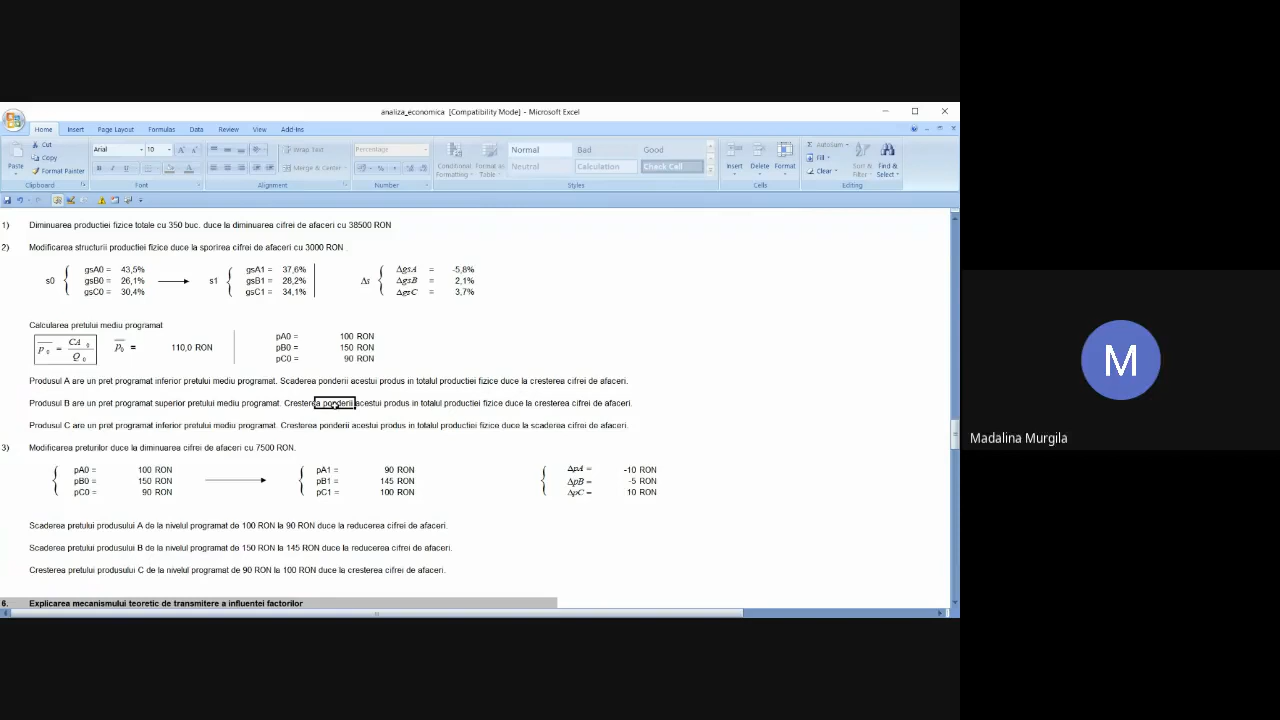 analiza_economica [Compatibility Mode] - Microsoft Excel
Home Insert Page Layout Formulas Data Review View Add-Ins
Paste Cut Copy Format Painter Clipboard
Arial 10 Font
Wrap Text Merge & Center Alignment
Percentage Number
Conditional Formatting Format as Table Normal Bad Good Neutral Calculation Check Cell Styles
Insert Delete Format Cells
AutoSum Fill Clear Sort & Filter Find & Select Editing
1) Diminuarea productiei fizice totale cu 350 buc. duce la diminuarea cifrei de afaceri cu 38500 RON
2) Modificarea structurii productiei fizice duce la sporirea cifrei de afaceri cu 3000 RON
gsA0 = 43,5% gsA1 = 37,6% ΔgsA = -5,8%
s0 gsB0 = 26,1% s1 gsB1 = 28,2% Δs ΔgsB = 2,1%
gsC0 = 30,4% gsC1 = 34,1% ΔgsC = 3,7%
Calcularea pretului mediu programat
pA0 = 100 RON
p0 = CA0 / Q0 p0 = 110,0 RON pB0 = 150 RON
pC0 = 90 RON
Produsul A are un pret programat inferior pretului mediu programat. Scaderea ponderii acestui produs in totalul productiei fizice duce la cresterea cifrei de afaceri.
Produsul B are un pret programat superior pretului mediu programat. Cresterea ponderii acestui produs in totalul productiei fizice duce la cresterea cifrei de afaceri.
Produsul C are un pret programat inferior pretului mediu programat. Cresterea ponderii acestui produs in totalul productiei fizice duce la scaderea cifrei de afaceri.
3) Modificarea preturilor duce la diminuarea cifrei de afaceri cu 7500 RON.
pA0 = 100 RON pA1 = 90 RON ΔpA = -10 RON
pB0 = 150 RON pB1 = 145 RON ΔpB = -5 RON
pC0 = 90 RON pC1 = 100 RON ΔpC = 10 RON
Scaderea pretului produsului A de la nivelul programat de 100 RON la 90 RON duce la reducerea cifrei de afaceri.
Scaderea pretului produsului B de la nivelul programat de 150 RON la 145 RON duce la reducerea cifrei de afaceri.
Cresterea pretului produsului C de la nivelul programat de 90 RON la 100 RON duce la cresterea cifrei de afaceri.
6. Explicarea mecanismului teoretic de transmitere a influentei factorilor
M
Madalina Murgila